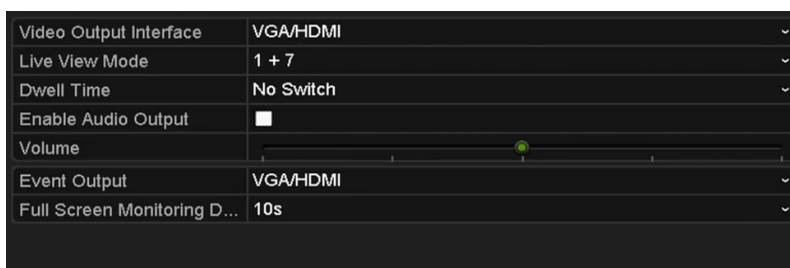 Video Output Interface VGA/HDMI
Live View Mode 1 + 7
Dwell Time No Switch
Enable Audio Output
Volume
Event Output VGA/HDMI
Full Screen Monitoring D... 10s